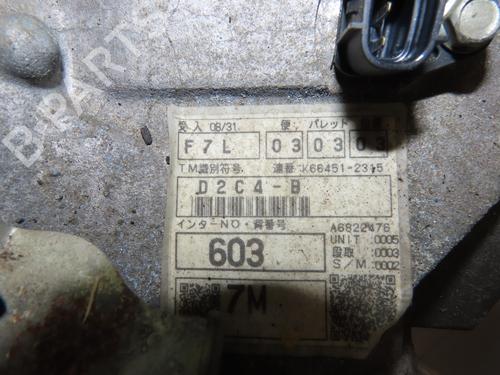 受入 08/31 便 パレット
F7L 03 03 03
TM識別符号 連番:K66451-2315
D2C4-B
インターNO・背番号 A6822476
603
UNIT :0005
段取 :0003
S/M :0002
7M
B-PARTS